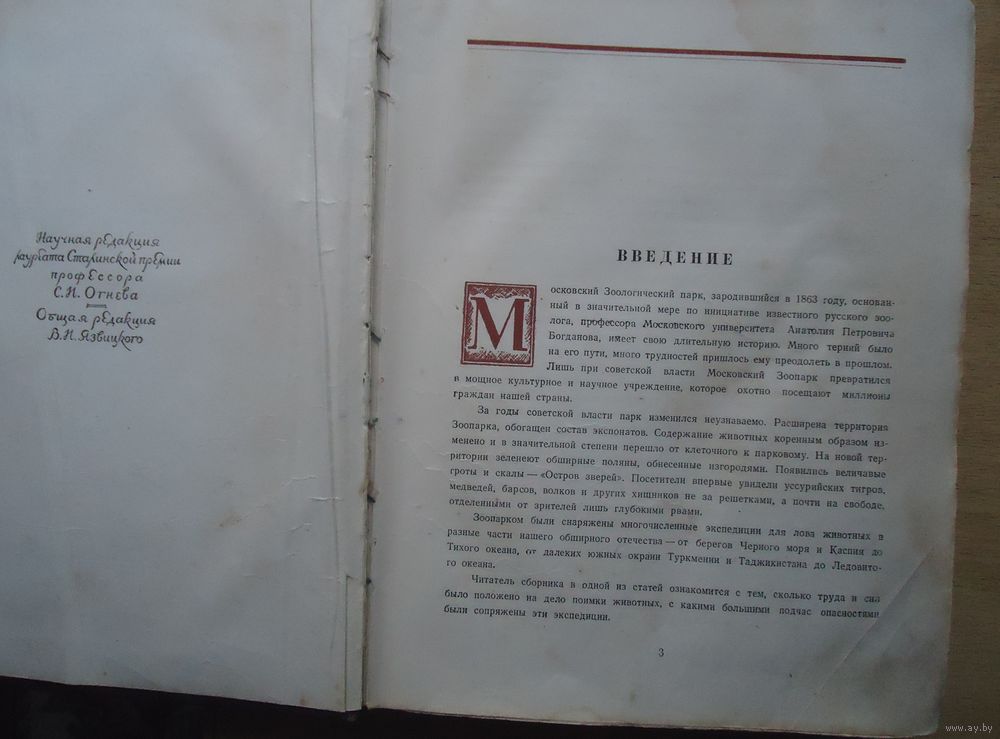 Научная редакция
лауреата Сталинской премии
профессора
С.И. Огнёва
Общая редакция
В.И. Язвицкого
ВВЕДЕНИЕ
Московский Зоологический парк, зародившийся в 1863 году, основан-
ный в значительной мере по инициативе известного русского зоо-
лога, профессора Московского университета Анатолия Петровича
Богданова, имеет свою длительную историю. Много терний было
на его пути, много трудностей пришлось ему преодолеть в прошлом.
Лишь при советской власти Московский Зоопарк превратился
в мощное культурное и научное учреждение, которое охотно посещают миллионы
граждан нашей страны.
За годы советской власти парк изменился неузнаваемо. Расширена территория
Зоопарка, обогащен состав экспонатов. Содержание животных коренным образом из-
менено и в значительной степени перешло от клеточного к парковому. На новой тер-
ритории зеленеют обширные поляны, обнесенные изгородями. Появились величавые
гроты и скалы — «Остров зверей». Посетители впервые увидели уссурийских тигров,
медведей, барсов, волков и других хищников не за решетками, а почти на свободе,
отделенными от зрителей лишь глубокими рвами.
Зоопарком были снаряжены многочисленные экспедиции для лова животных в
разные части нашего обширного отечества — от берегов Черного моря и Каспия до
Тихого океана, от далеких южных окраин Туркмении и Таджикистана до Ледовито-
го океана.
Читатель сборника в одной из статей ознакомится с тем, сколько труда и сил
было положено на дело поимки животных, с какими большими подчас опасностями
были сопряжены эти экспедиции.
3
www.ay.by